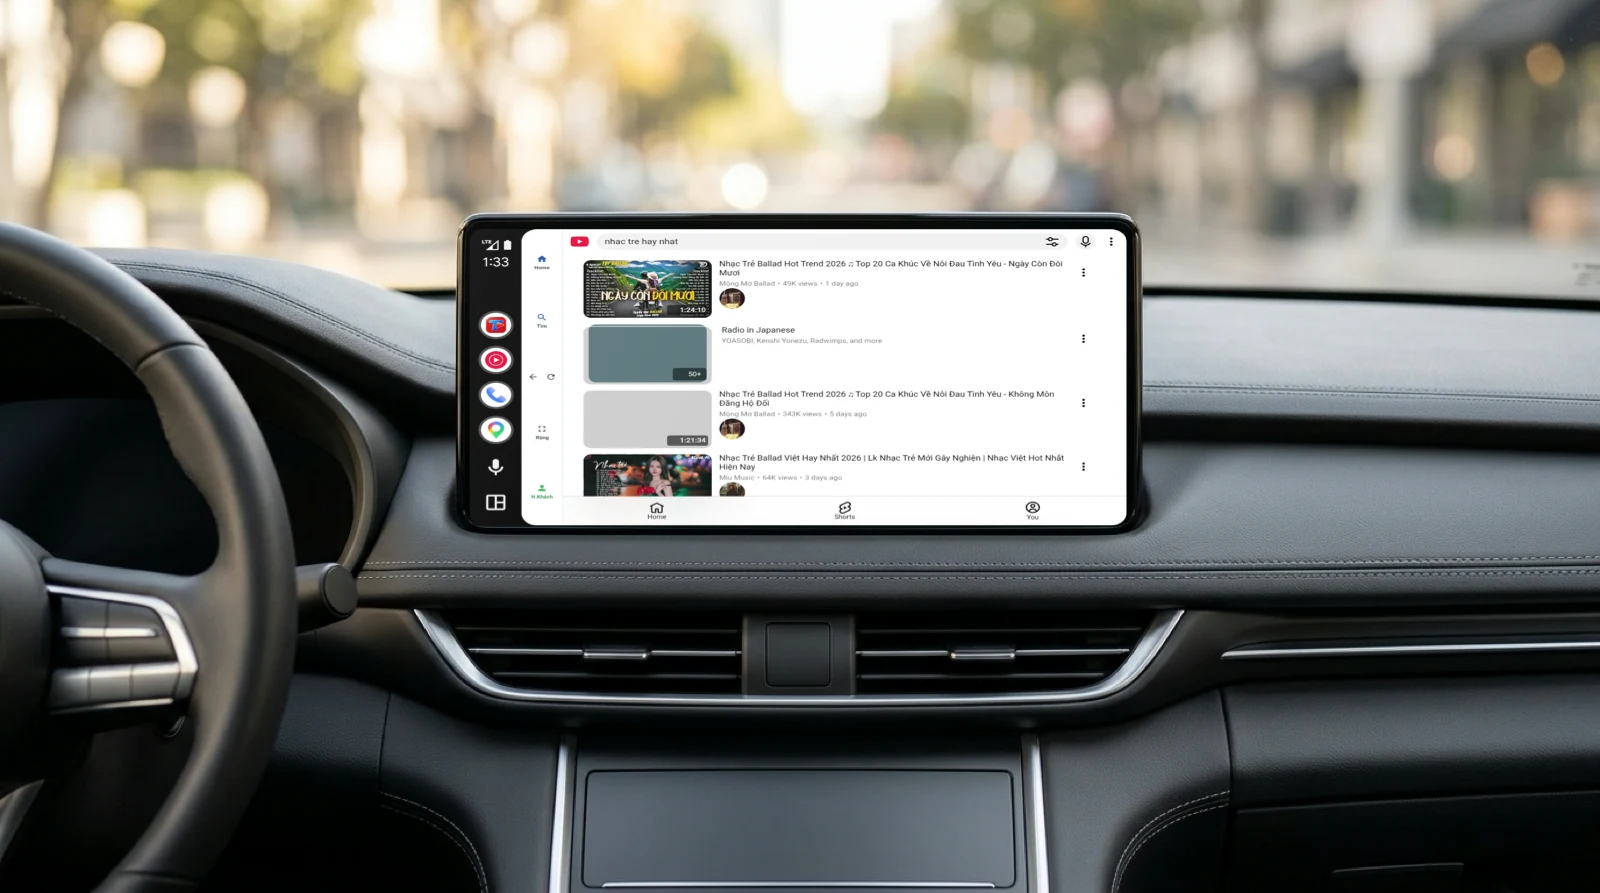 LTE
1:33
Home
Tìm
Rộng
H.Khách
nhac tre hay nhat
NGÀY CÒN ĐÔI MƯƠI
1:24:10
Nhạc Trẻ Ballad Hot Trend 2026 ♫ Top 20 Ca Khúc Về Nỗi Đau Tình Yêu - Ngày Còn Đôi
Mươi
Mộng Mơ Ballad • 49K views • 1 day ago
Radio in Japanese
YOASOBI, Kenshi Yonezu, Radwimps, and more
50+
Nhạc Trẻ Ballad Hot Trend 2026 ♫ Top 20 Ca Khúc Về Nỗi Đau Tình Yêu - Không Môn
Đăng Hộ Đối
Mộng Mơ Ballad • 343K views • 5 days ago
1:21:34
Nhạc Trẻ Ballad Việt Hay Nhất 2026 | Lk Nhạc Trẻ Mới Gây Nghiện | Nhạc Việt Hot Nhất
Hiện Nay
Miu Music • 64K views • 3 days ago
Nhạc trẻ
Home
Shorts
You